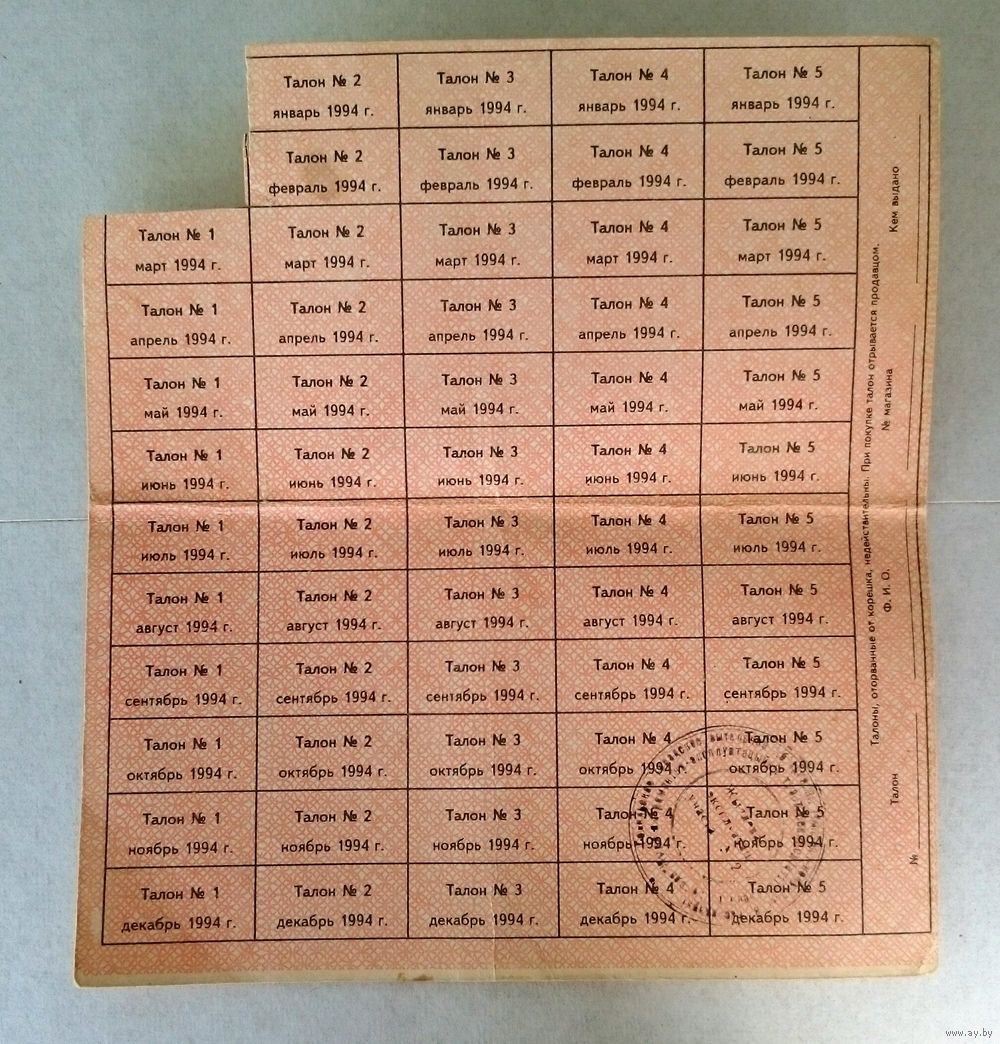 Талон № 2 Талон № 3 Талон № 4 Талон № 5
январь 1994 г. январь 1994 г. январь 1994 г. январь 1994 г.
Талон № 2 Талон № 3 Талон № 4 Талон № 5
февраль 1994 г. февраль 1994 г. февраль 1994 г. февраль 1994 г.
Талон № 1 Талон № 2 Талон № 3 Талон № 4 Талон № 5
март 1994 г. март 1994 г. март 1994 г. март 1994 г. март 1994 г.
Талон № 1 Талон № 2 Талон № 3 Талон № 4 Талон № 5
апрель 1994 г. апрель 1994 г. апрель 1994 г. апрель 1994 г. апрель 1994 г.
Талон № 1 Талон № 2 Талон № 3 Талон № 4 Талон № 5
май 1994 г. май 1994 г. май 1994 г. май 1994 г. май 1994 г.
Талон № 1 Талон № 2 Талон № 3 Талон № 4 Талон № 5
июнь 1994 г. июнь 1994 г. июнь 1994 г. июнь 1994 г. июнь 1994 г.
Талон № 1 Талон № 2 Талон № 3 Талон № 4 Талон № 5
июль 1994 г. июль 1994 г. июль 1994 г. июль 1994 г. июль 1994 г.
Талон № 1 Талон № 2 Талон № 3 Талон № 4 Талон № 5
август 1994 г. август 1994 г. август 1994 г. август 1994 г. август 1994 г.
Талон № 1 Талон № 2 Талон № 3 Талон № 4 Талон № 5
сентябрь 1994 г. сентябрь 1994 г. сентябрь 1994 г. сентябрь 1994 г. сентябрь 1994 г.
Талон № 1 Талон № 2 Талон № 3 Талон № 4 Талон № 5
октябрь 1994 г. октябрь 1994 г. октябрь 1994 г. октябрь 1994 г. октябрь 1994 г.
Талон № 1 Талон № 2 Талон № 3 Талон № 4 Талон № 5
ноябрь 1994 г. ноябрь 1994 г. ноябрь 1994 г. ноябрь 1994 г. ноябрь 1994 г.
Талон № 1 Талон № 2 Талон № 3 Талон № 4 Талон № 5
декабрь 1994 г. декабрь 1994 г. декабрь 1994 г. декабрь 1994 г. декабрь 1994 г.
Талоны, оторванные от корешка, недействительны. При покупке талон отрывается продавцом.
Талон Ф. И. О. № магазина Кем выдано
№
www.ay.by